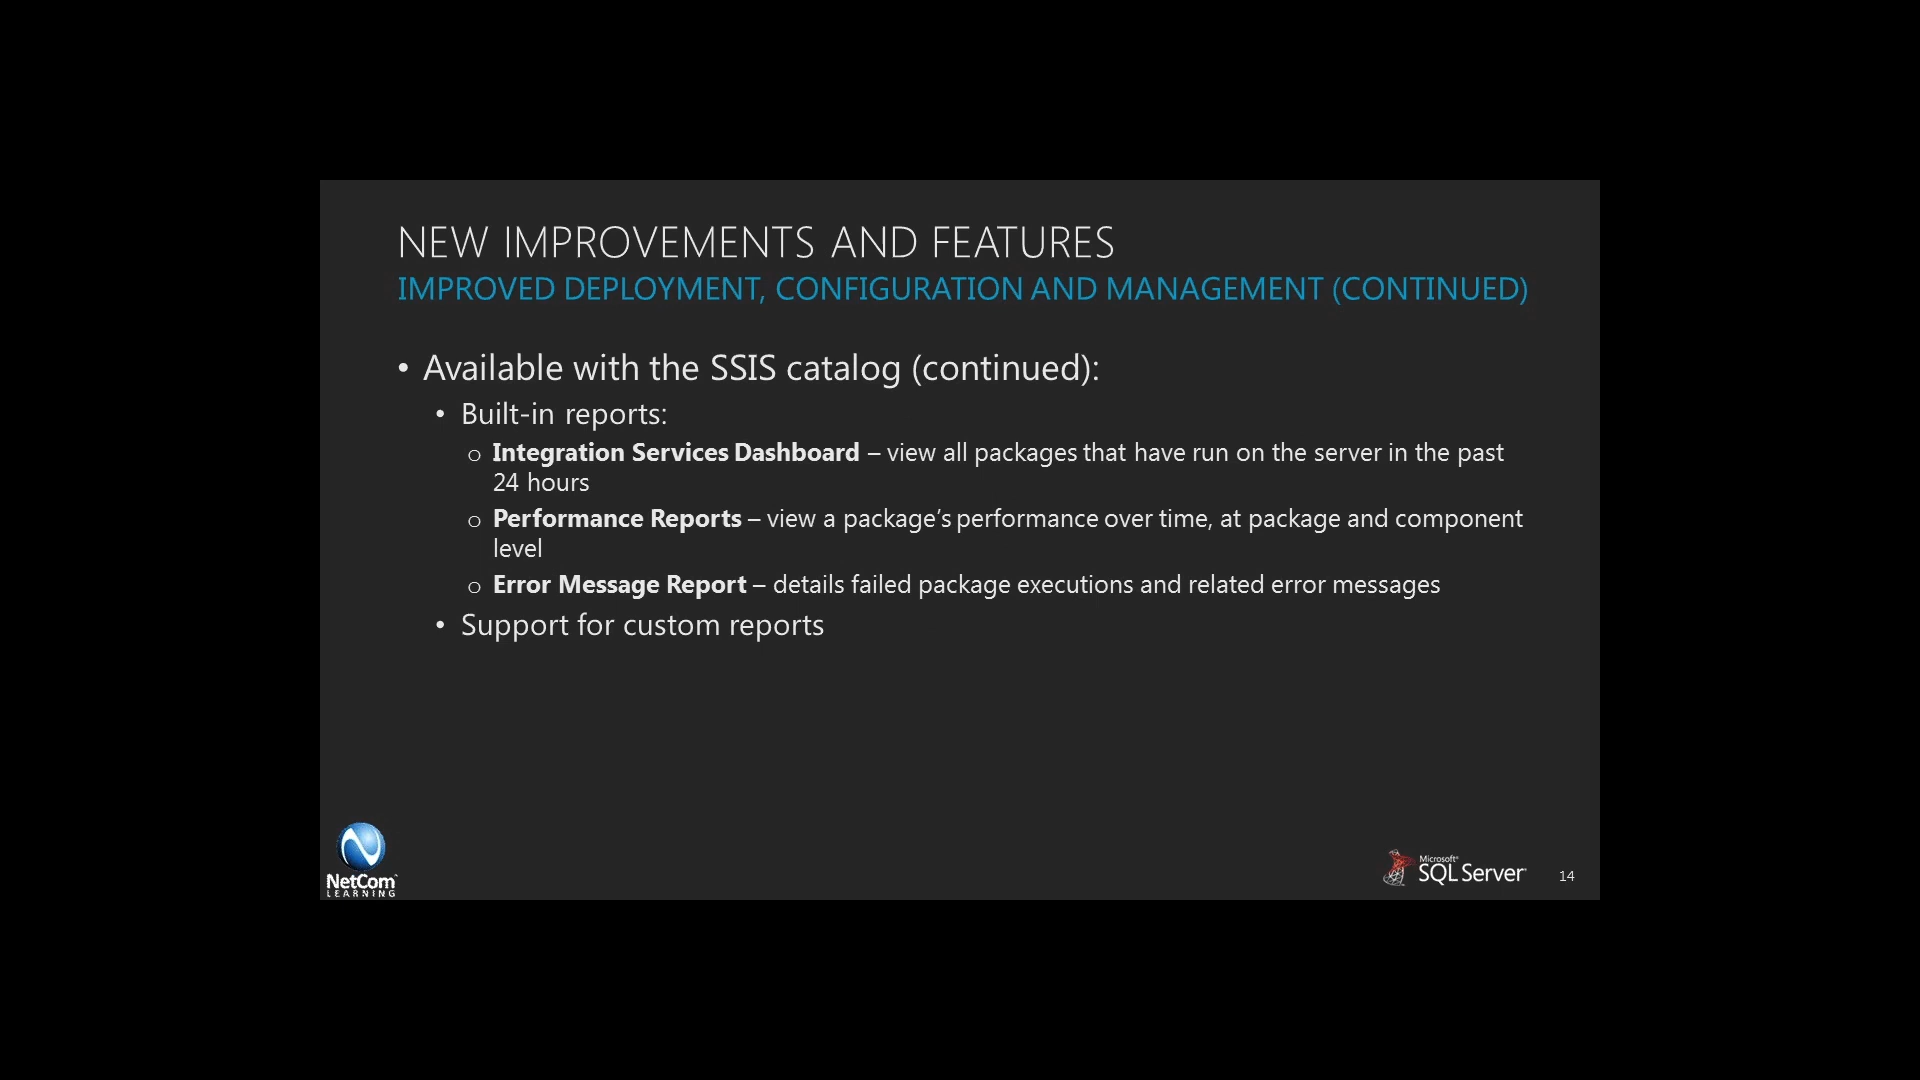 NEW IMPROVEMENTS AND FEATURES
IMPROVED DEPLOYMENT, CONFIGURATION AND MANAGEMENT (CONTINUED)
• Available with the SSIS catalog (continued):
• Built-in reports:
o Integration Services Dashboard – view all packages that have run on the server in the past
24 hours
o Performance Reports – view a package’s performance over time, at package and component
level
o Error Message Report – details failed package executions and related error messages
• Support for custom reports
NetCom
LEARNING
Microsoft®
SQL Server
14